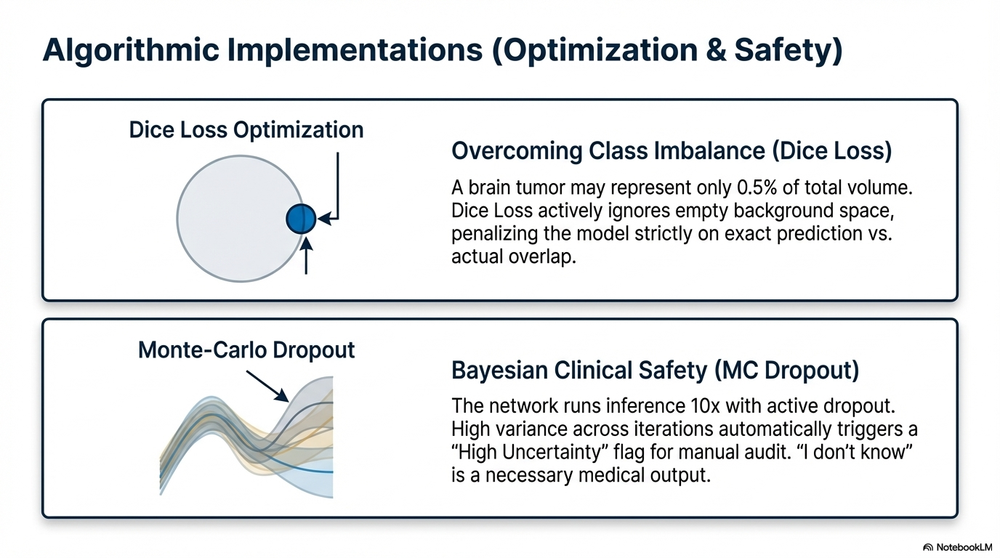 Algorithmic Implementations (Optimization & Safety)
Dice Loss Optimization
Overcoming Class Imbalance (Dice Loss)
A brain tumor may represent only 0.5% of total volume.
Dice Loss actively ignores empty background space,
penalizing the model strictly on exact prediction vs.
actual overlap.
Monte-Carlo Dropout
Bayesian Clinical Safety (MC Dropout)
The network runs inference 10x with active dropout.
High variance across iterations automatically triggers a
“High Uncertainty” flag for manual audit. “I don’t know”
is a necessary medical output.
NotebookLM